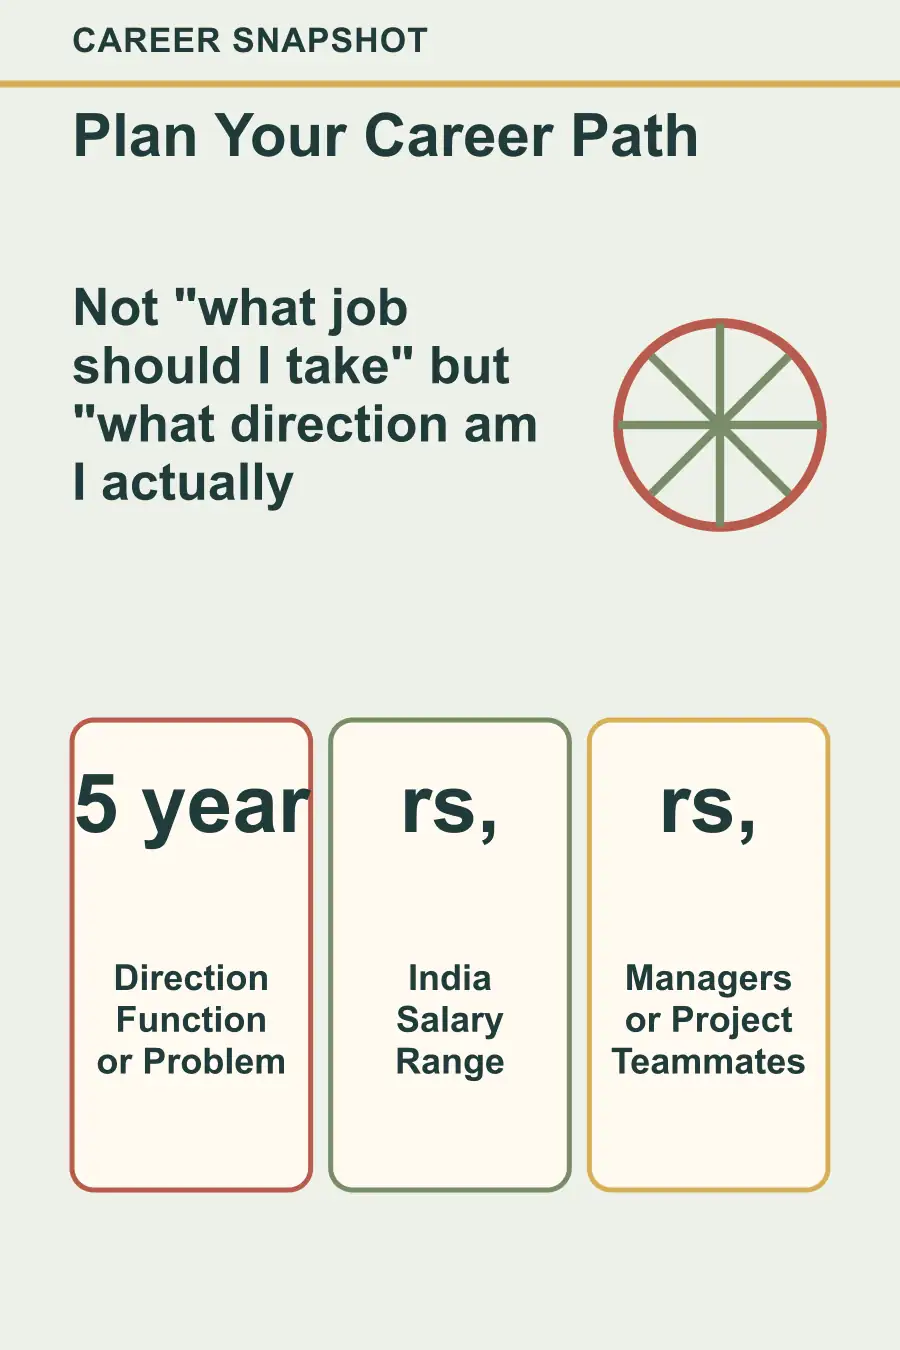 CAREER SNAPSHOT
Plan Your Career Path
Not "what job
should I take" but
"what direction am
I actually
5 year
rs,
rs,
Direction
Function
or Problem
India
Salary
Range
Managers
or Project
Teammates